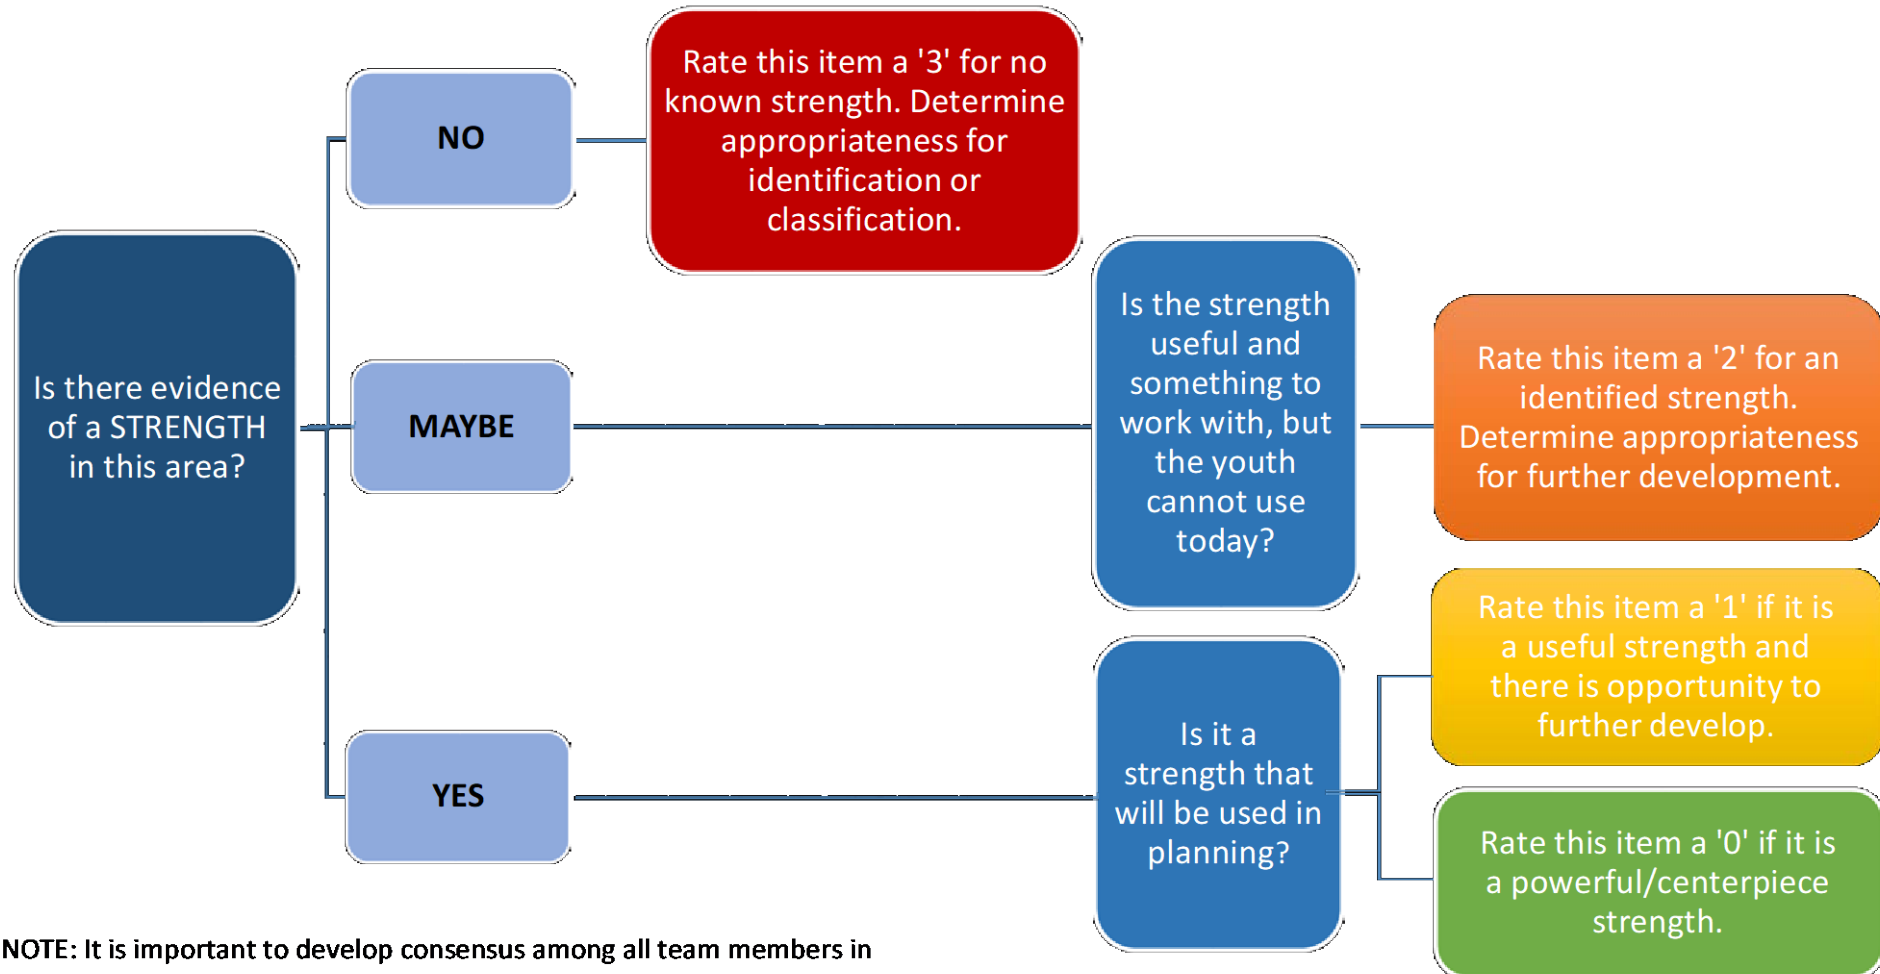 Is there evidence
of a STRENGTH
in this area?
NO
Rate this item a '3' for no
known strength. Determine
appropriateness for
identification or
classification.
MAYBE
Is the strength
useful and
something to
work with, but
the youth
cannot use
today?
Rate this item a '2' for an
identified strength.
Determine appropriateness
for further development.
YES
Is it a
strength that
will be used in
planning?
Rate this item a '1' if it is
a useful strength and
there is opportunity to
further develop.
Rate this item a '0' if it is
a powerful/centerpiece
strength.
NOTE: It is important to develop consensus among all team members in